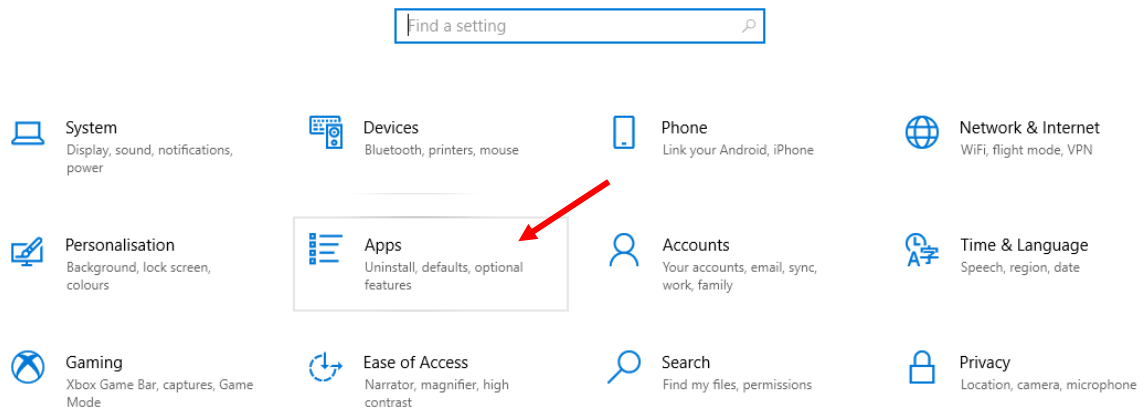 Find a setting
System
Display, sound, notifications,
power
Devices
Bluetooth, printers, mouse
Phone
Link your Android, iPhone
Network & Internet
WiFi, flight mode, VPN
Personalisation
Background, lock screen,
colours
Apps
Uninstall, defaults, optional
features
Accounts
Your accounts, email, sync,
work, family
Time & Language
Speech, region, date
Gaming
Xbox Game Bar, captures, Game
Mode
Ease of Access
Narrator, magnifier, high
contrast
Search
Find my files, permissions
Privacy
Location, camera, microphone